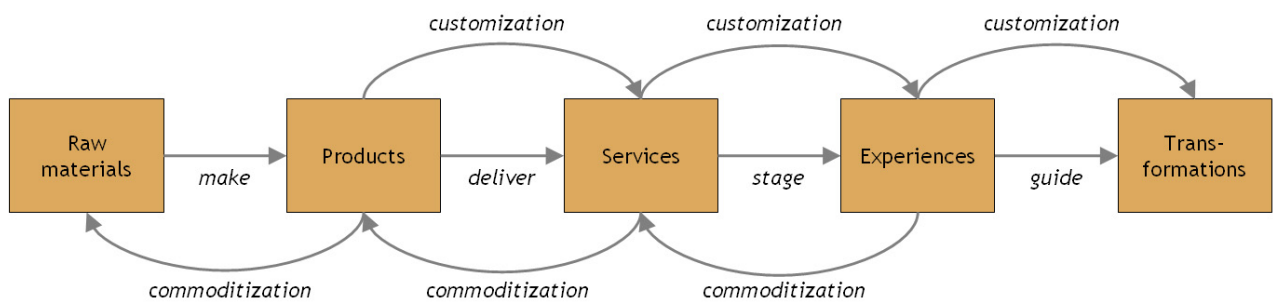 customization
customization
customization
Raw
materials
Products
Services
Experiences
Trans-
formations
make
deliver
stage
guide
commoditization
commoditization
commoditization